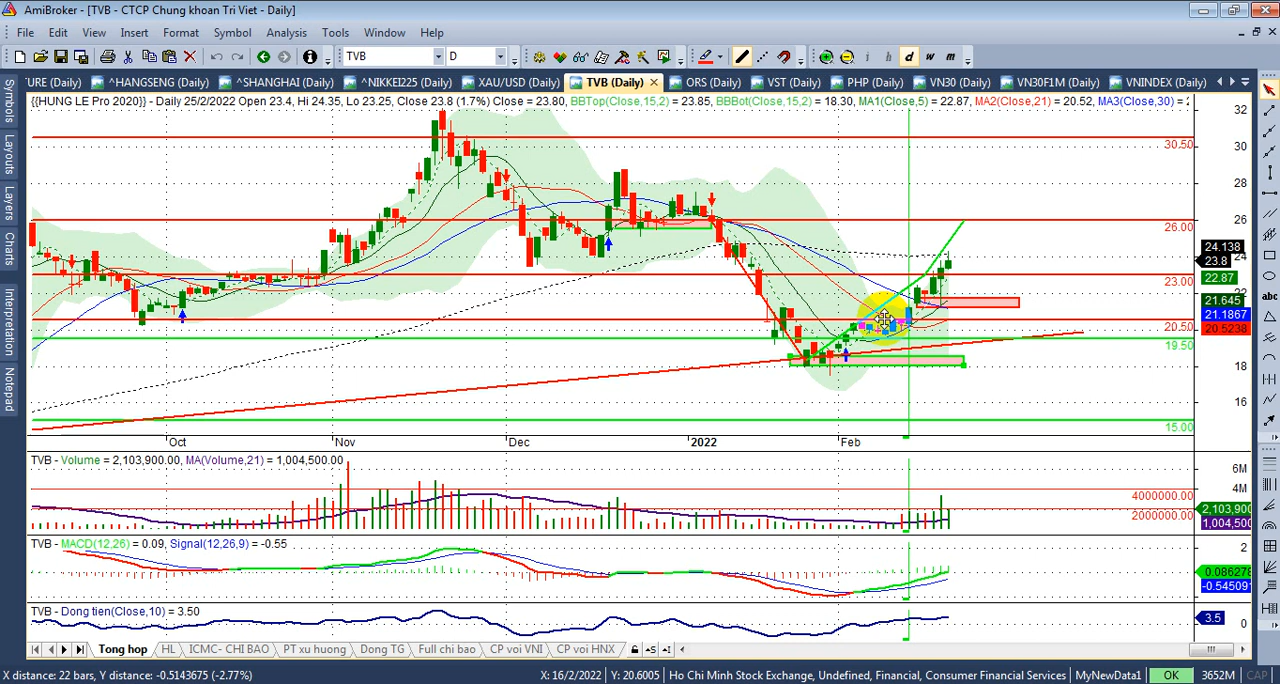 AmiBroker - [TVB - CTCP Chung khoan Tri Viet - Daily]
File Edit View Insert Format Symbol Analysis Tools Window Help
TVB D i h d w m
'URE (Daily) ^HANGSENG (Daily) ^SHANGHAI (Daily) ^NIKKEI225 (Daily) XAU/USD (Daily) TVB (Daily) ORS (Daily) VST (Daily) PHP (Daily) VN30 (Daily) VN30F1M (Daily) VNINDEX (Daily)
{{HUNG LE Pro 2020}} - Daily 25/2/2022 Open 23.4, Hi 24.35, Lo 23.25, Close 23.8 (1.7%) Close = 23.80, BBTop(Close,15,2) = 23.85, BBBot(Close,15,2) = 18.30, MA1(Close,5) = 22.87, MA2(Close,21) = 20.52, MA3(Close,30) = 2
Symbols
Layouts
Layers
Charts
Interpretation
Notepad
abc
32
30.50 30
28
26.00 26
24.138
24
23.8
23.00 22.87
22
21.645
21.1867
20.50 20.5238
19.50
18
16
15.00
Oct Nov Dec 2022 Feb
TVB - Volume = 2,103,900.00, MA(Volume,21) = 1,004,500.00
6M
4000000.00 4M
2000000.00 2,103,900
1,004,500
TVB - MACD(12,26) = 0.09, Signal(12,26,9) = -0.55
2
0.086278
-0.54509
TVB - Dong tien(Close,10) = 3.50
3.5 0
Tong hop HL ICMC- CHI BAO PT xu huong Dong TG Full chi bao CP voi VNI CP voi HNX
X distance: 22 bars, Y distance: -0.5143675 (-2.77%) X: 16/2/2022 Y: 20.6005 Ho Chi Minh Stock Exchange, Undefined, Financial, Consumer Financial Services MyNewData1 OK 3652M CAP